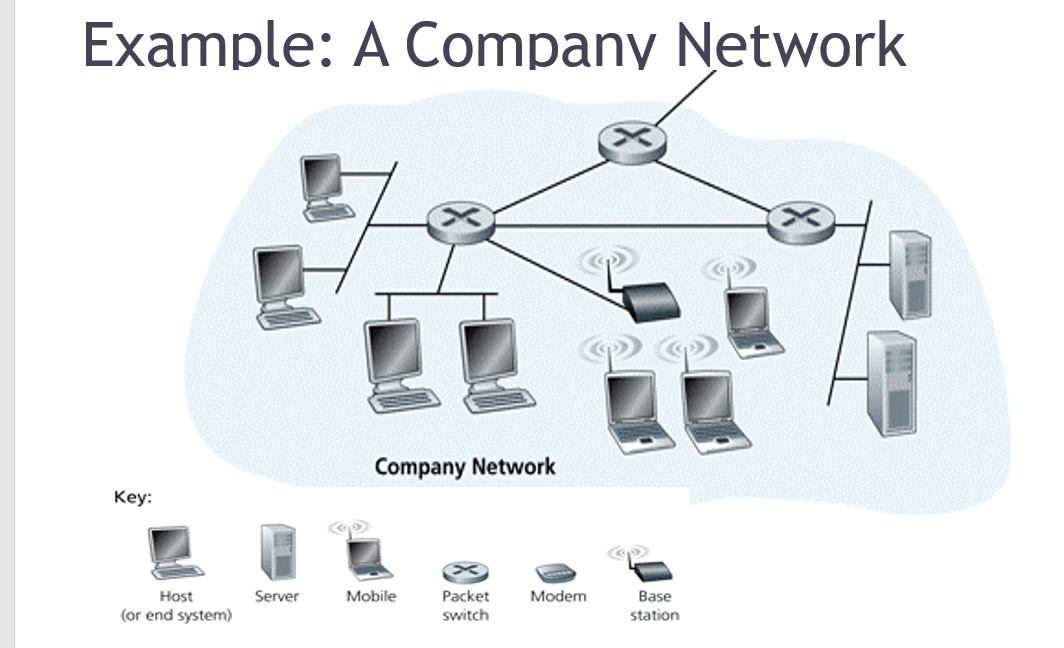 Example: A Company Network
Company Network
Key:
Host
(or end system)
Server
Mobile
Packet
switch
Modem
Base
station